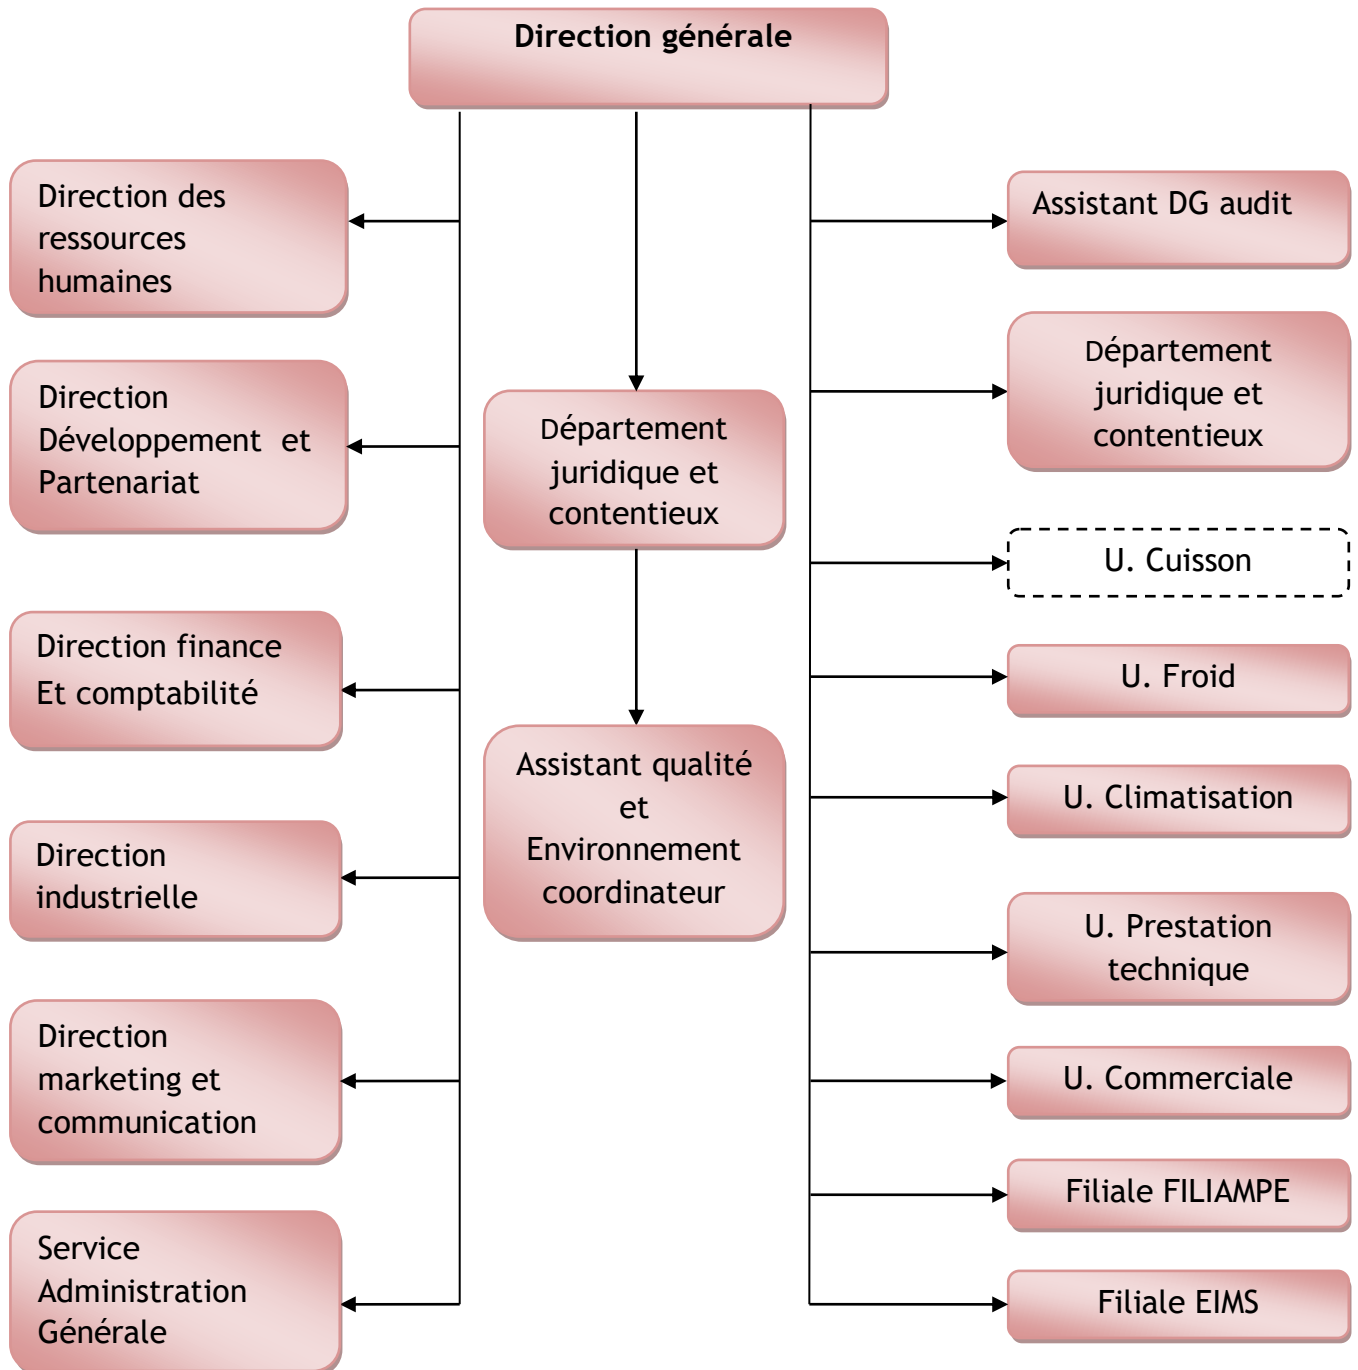 Direction générale
Direction des
ressources
humaines
Direction
Développement et
Partenariat
Direction finance
Et comptabilité
Direction
industrielle
Direction
marketing et
communication
Service
Administration
Générale
Département
juridique et
contentieux
Assistant qualité
et
Environnement
coordinateur
Assistant DG audit
Département
juridique et
contentieux
U. Cuisson
U. Froid
U. Climatisation
U. Prestation
technique
U. Commerciale
Filiale FILIAMPE
Filiale EIMS